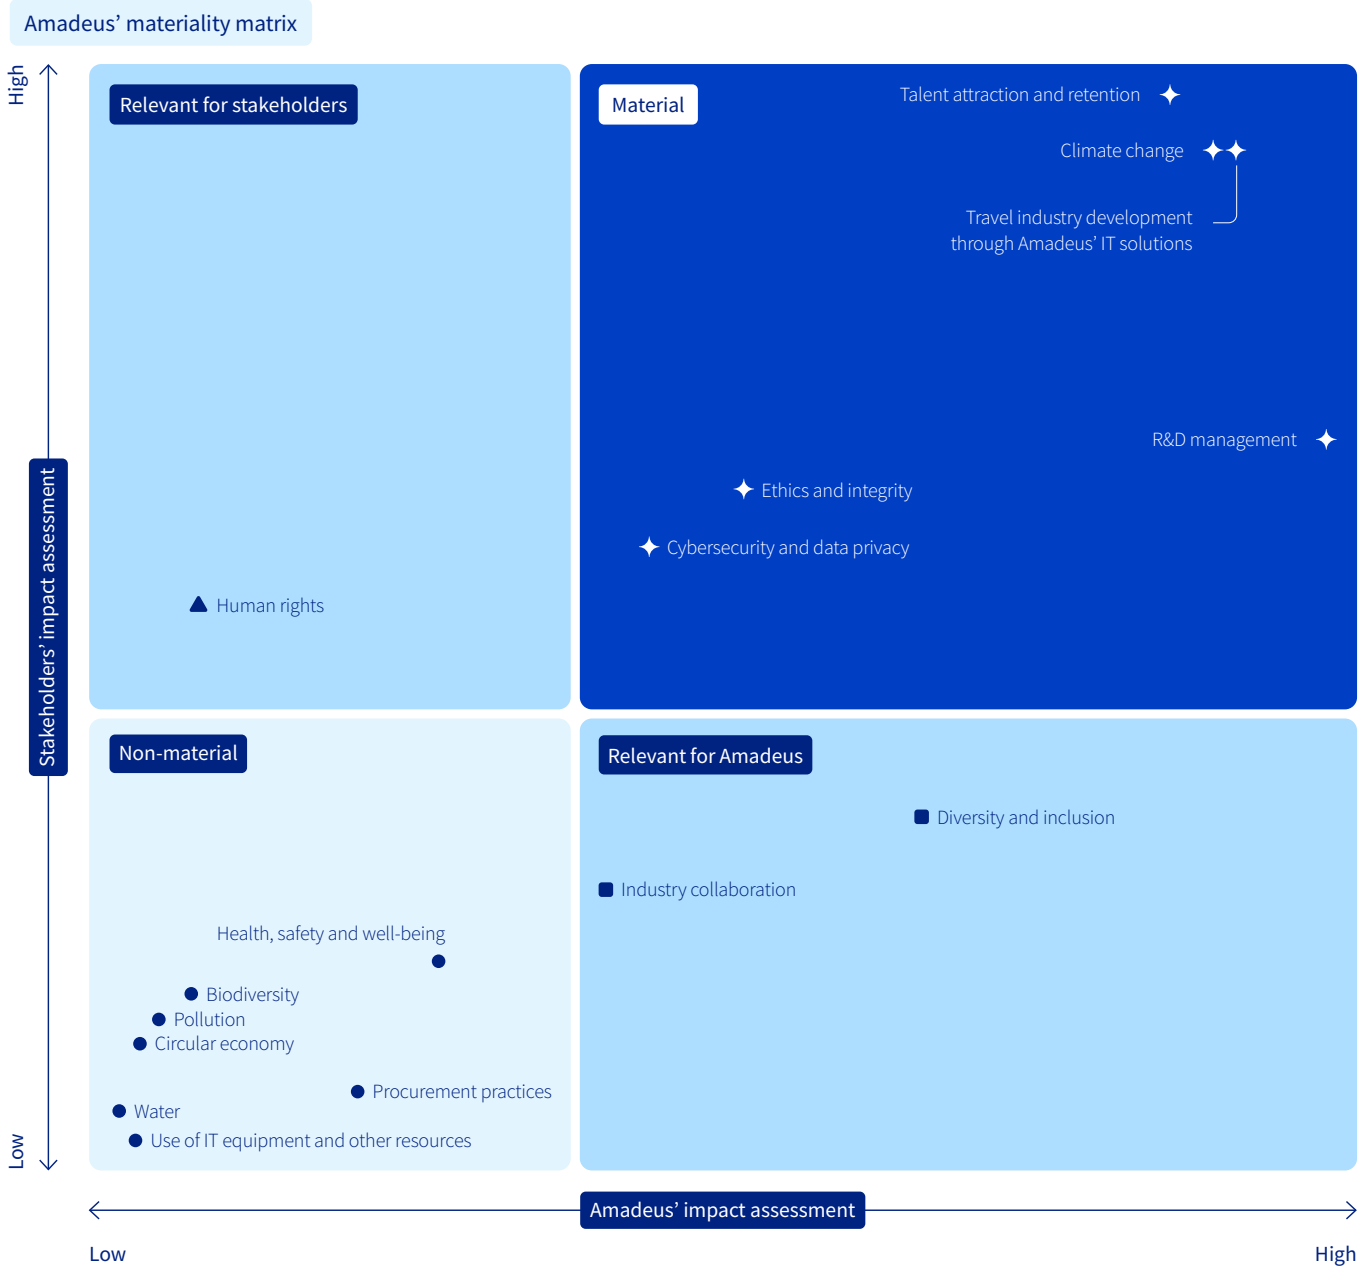 Amadeus’ materiality matrix
High
Relevant for stakeholders
Material
Talent attraction and retention
Climate change
Travel industry development
through Amadeus’ IT solutions
R&D management
Ethics and integrity
Cybersecurity and data privacy
Human rights
Stakeholders’ impact assessment
Non-material
Relevant for Amadeus
Diversity and inclusion
Industry collaboration
Health, safety and well-being
Biodiversity
Pollution
Circular economy
Procurement practices
Water
Use of IT equipment and other resources
Low
Amadeus’ impact assessment
Low
High